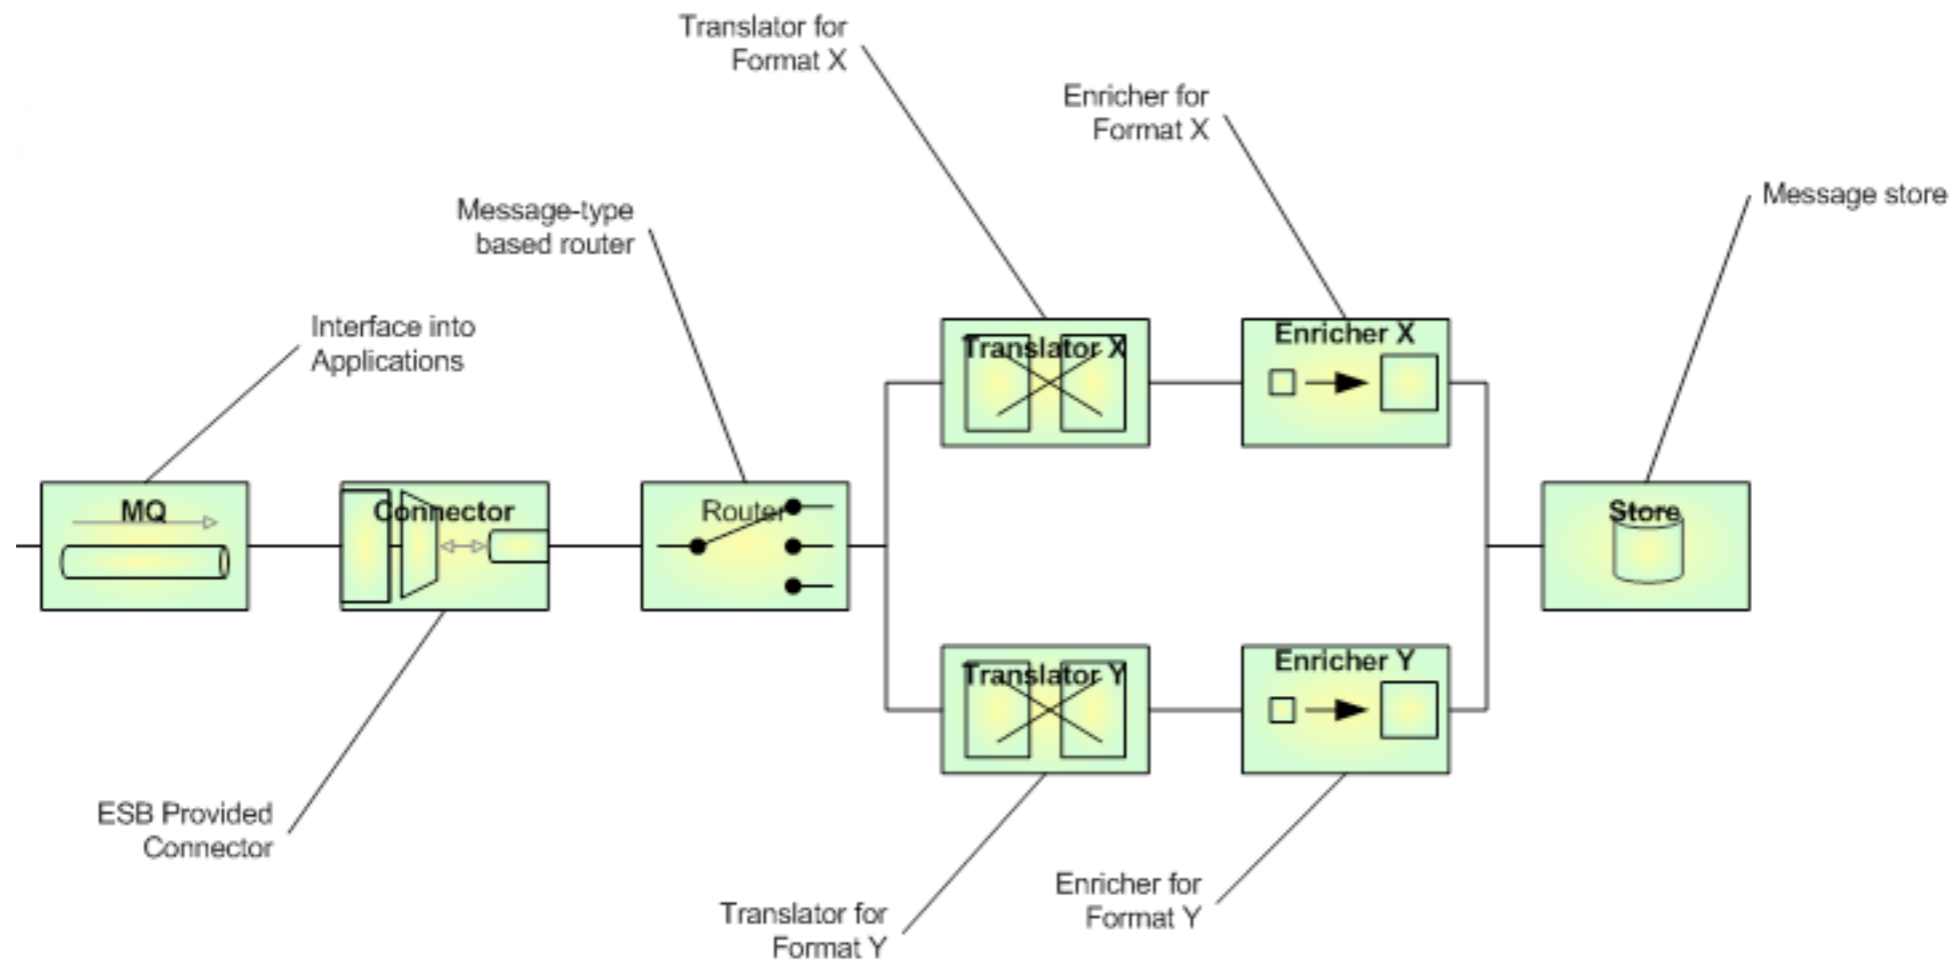 Translator for
Format X
Enricher for
Format X
Message store
Message-type
based router
Interface into
Applications
Translator X
Enricher X
MQ
Connector
Router
Store
Translator Y
Enricher Y
ESB Provided
Connector
Enricher for
Format Y
Translator for
Format Y